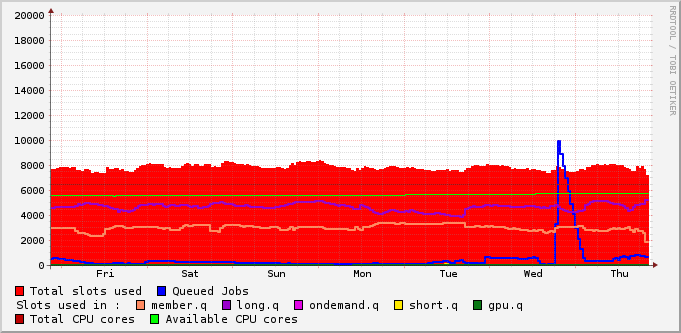 RRDTOOL / TOBI OETIKER
20000
18000
16000
14000
12000
10000
8000
6000
4000
2000
0
Fri Sat Sun Mon Tue Wed Thu
Total slots used Queued Jobs
Slots used in : member.q long.q ondemand.q short.q gpu.q
Total CPU cores Available CPU cores